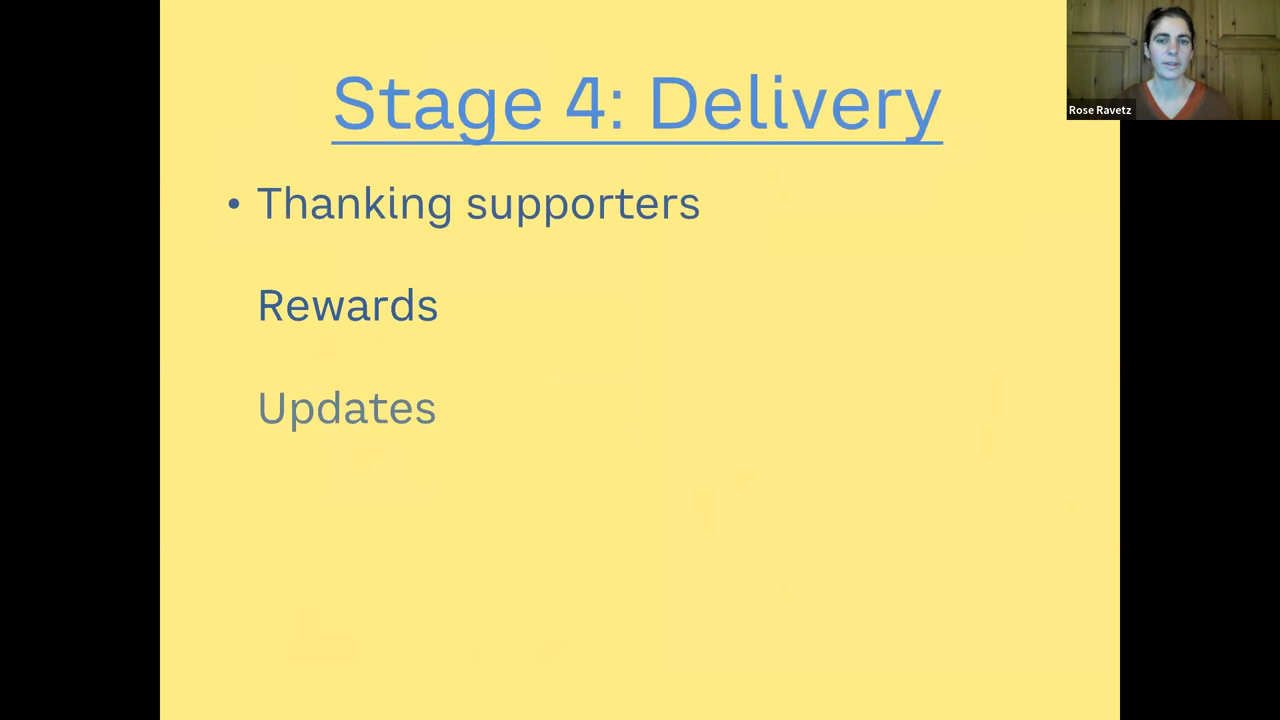 Stage 4: Delivery
Rose Ravetz
• Thanking supporters
Rewards
Updates